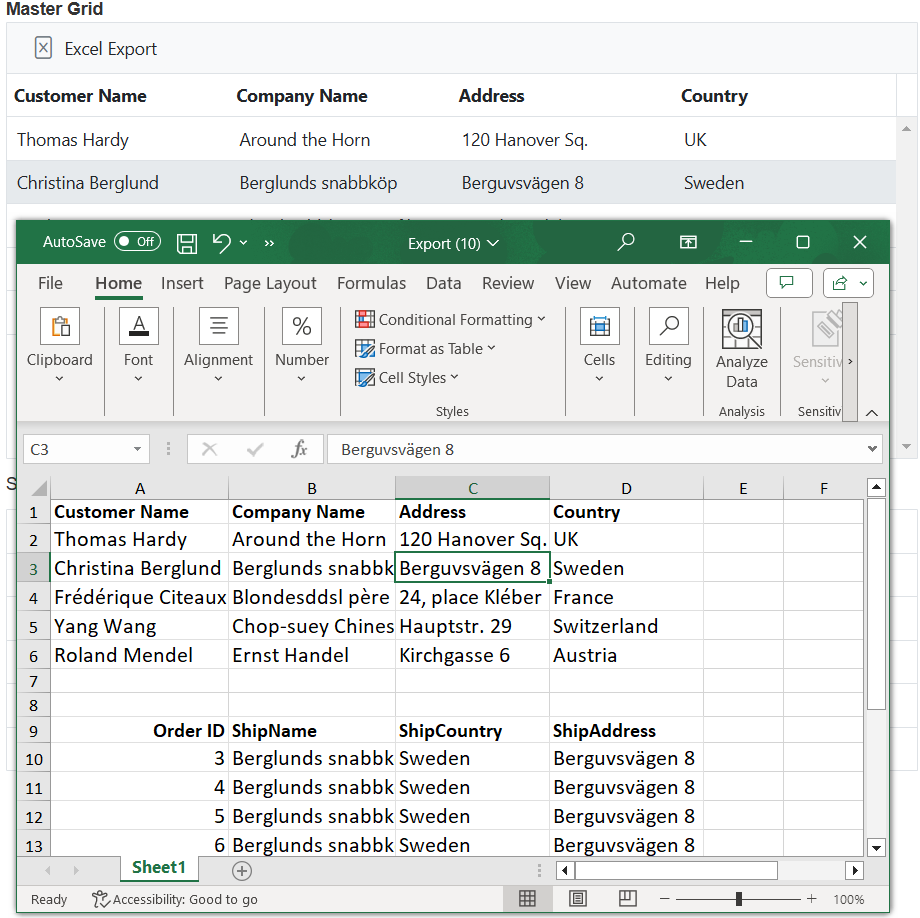 Master Grid
Excel Export
Customer Name Company Name Address Country
Thomas Hardy Around the Horn 120 Hanover Sq. UK
Christina Berglund Berglunds snabbköp Berguvsvägen 8 Sweden
AutoSave Off Export (10)
File Home Insert Page Layout Formulas Data Review View Automate Help
Clipboard
Font
Alignment
Number
Conditional Formatting
Format as Table
Cell Styles
Styles
Cells
Editing
Analyze
Data
Analysis
Sensitiv
Sensitiv
C3 fx Berguvsvägen 8
S
A B C D E F
1 Customer Name Company Name Address Country
2 Thomas Hardy Around the Horn 120 Hanover Sq. UK
3 Christina Berglund Berglunds snabbk Berguvsvägen 8 Sweden
4 Frédérique Citeaux Blondesddsl père 24, place Kléber France
5 Yang Wang Chop-suey Chines Hauptstr. 29 Switzerland
6 Roland Mendel Ernst Handel Kirchgasse 6 Austria
7
8
9 Order ID ShipName ShipCountry ShipAddress
10 3 Berglunds snabbk Sweden Berguvsvägen 8
11 4 Berglunds snabbk Sweden Berguvsvägen 8
12 5 Berglunds snabbk Sweden Berguvsvägen 8
13 6 Berglunds snabbk Sweden Berguvsvägen 8
Sheet1
Ready Accessibility: Good to go 100%